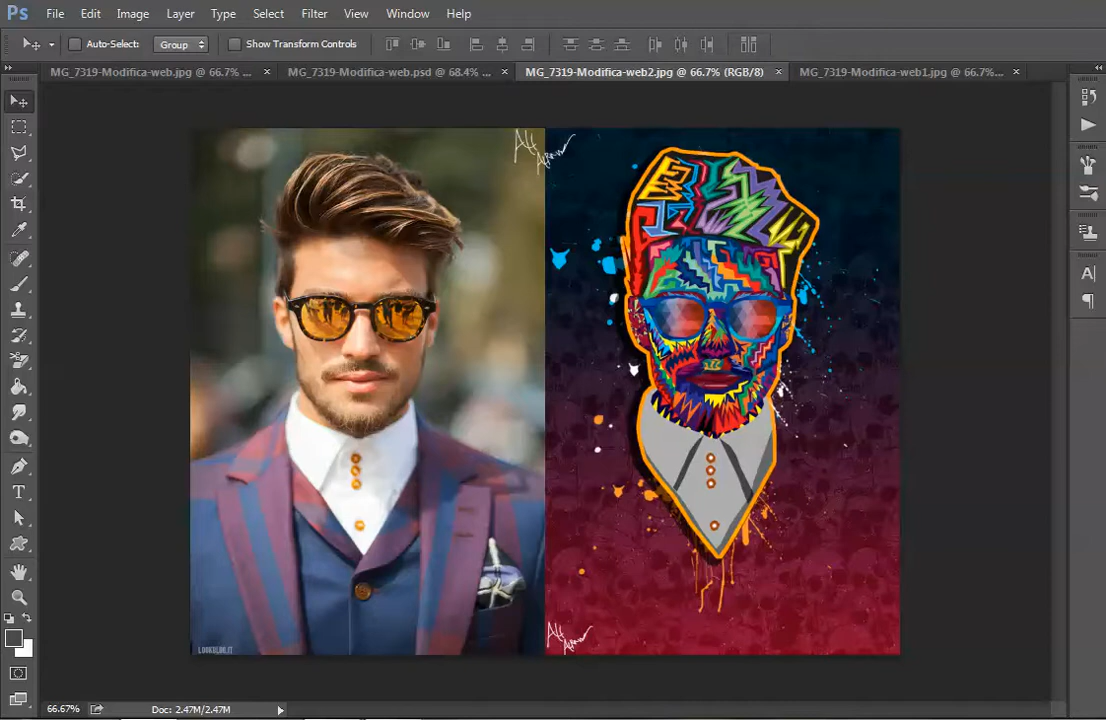 Ps File Edit Image Layer Type Select Filter View Window Help
Auto-Select: Group Show Transform Controls
MG_7319-Modifica-web.jpg @ 66.7% ... × MG_7319-Modifica-web.psd @ 68.4% ... × MG_7319-Modifica-web2.jpg @ 66.7% (RGB/8) × MG_7319-Modifica-web1.jpg @ 66.7%... ×
T
A
LOOKBLOG.IT
66.67% Doc: 2.47M/2.47M